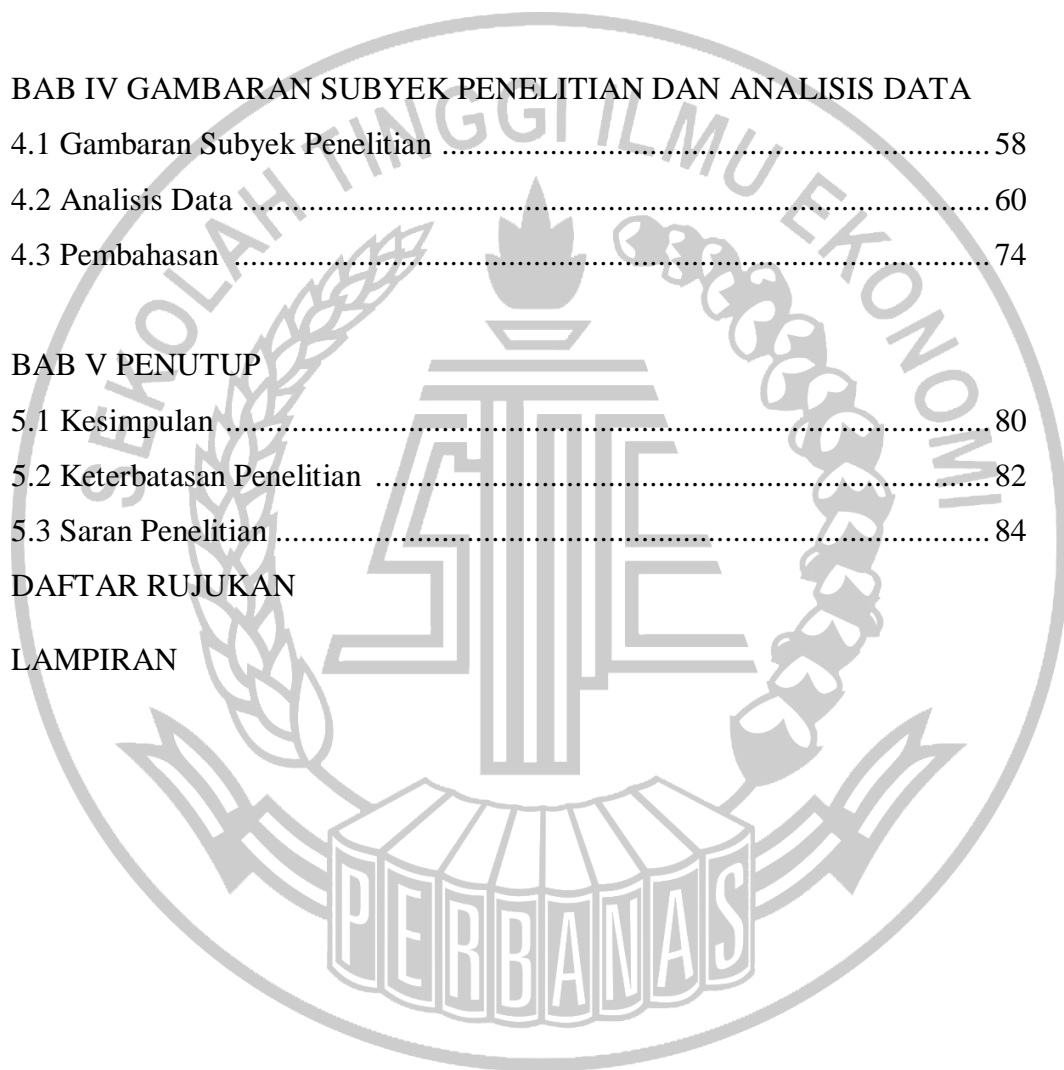 BAB IV GAMBARAN SUBYEK PENELITIAN DAN ANALISIS DATA
4.1 Gambaran Subyek Penelitian .................................................................... 58
4.2 Analisis Data ............................................................................................. 60
4.3 Pembahasan .............................................................................................. 74
BAB V PENUTUP
5.1 Kesimpulan ............................................................................................... 80
5.2 Keterbatasan Penelitian ............................................................................ 82
5.3 Saran Penelitian ......................................................................................... 84
DAFTAR RUJUKAN
LAMPIRAN
SEKOLAH TINGGI ILMU EKONOMI
STIE
PERBANAS